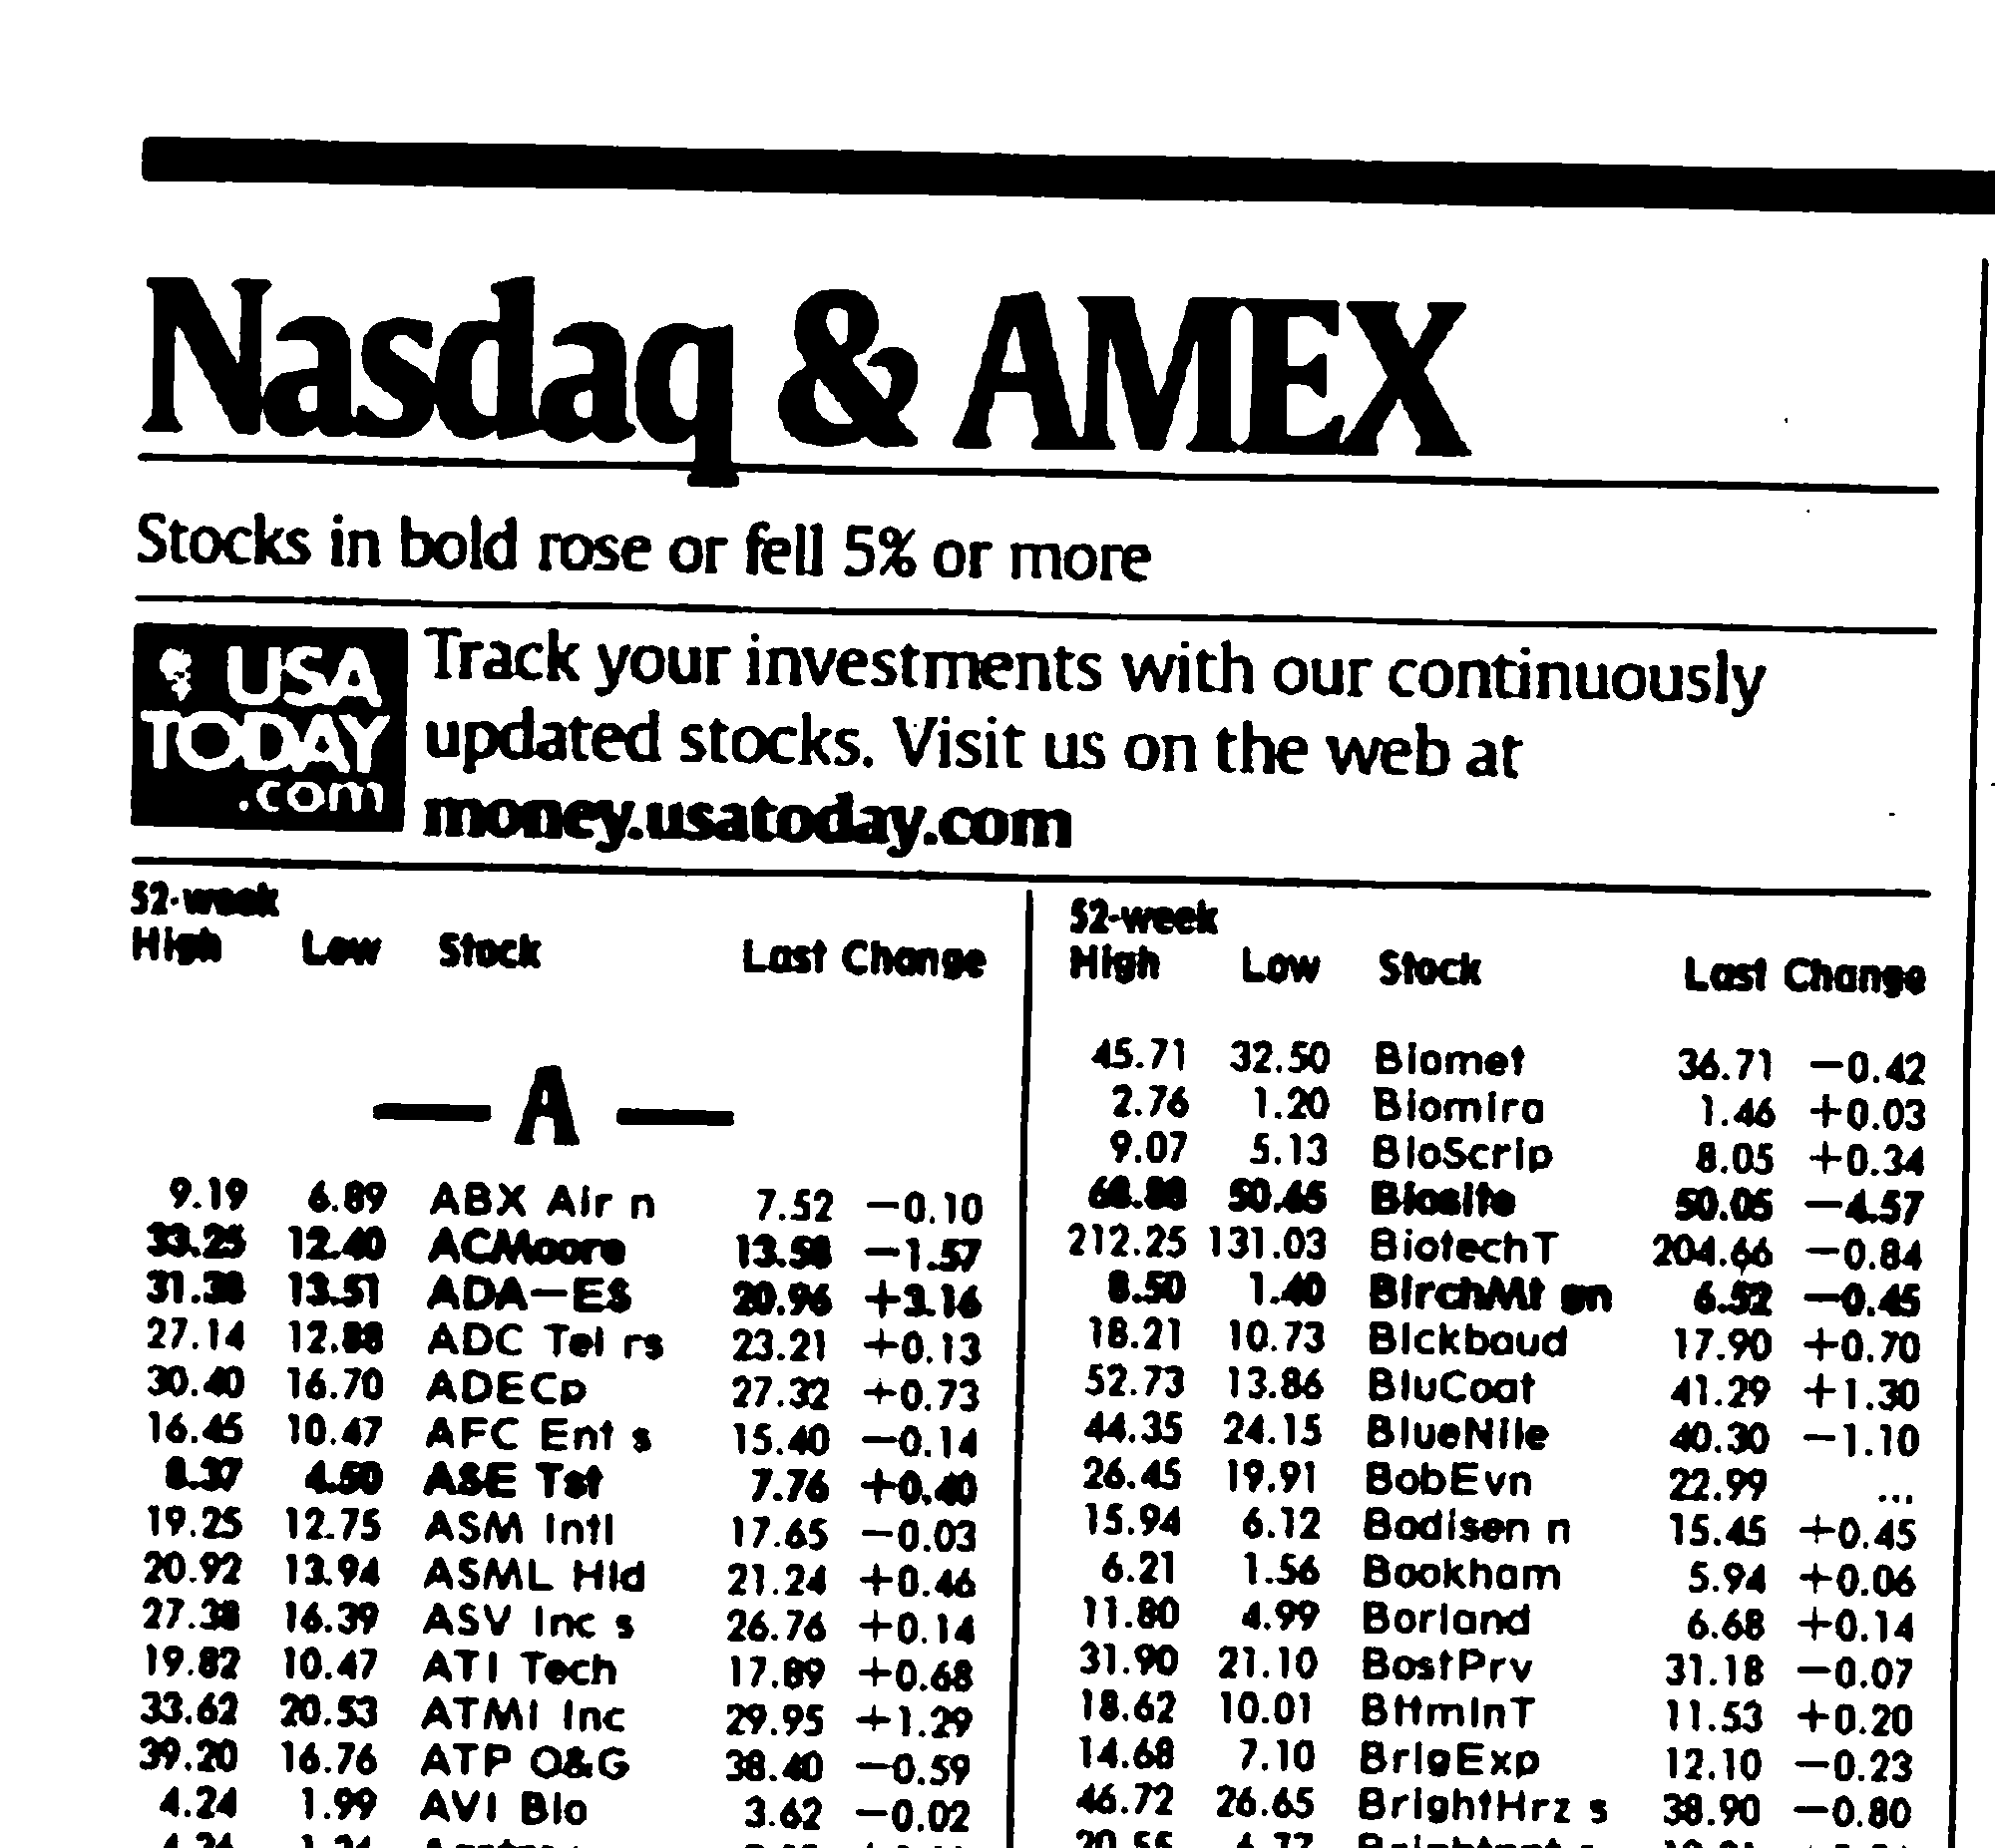 Nasdaq & AMEX
Stocks in bold rose or fell 5% or more
USA
TODAY
.com
Track your investments with our continuously
updated stocks. Visit us on the web at
money.usatoday.com
52-week
High Low Stock Last Change
— A —
9.19 6.89 ABX Air n 7.52 −0.10
33.25 12.40 ACMoore 13.58 −1.57
31.38 13.51 ADA−ES 20.96 +3.16
27.14 12.88 ADC Tel rs 23.21 +0.13
30.40 16.70 ADECp 27.32 +0.73
16.45 10.47 AFC Ent s 15.40 −0.14
8.37 4.50 ASE Tst 7.76 +0.40
19.25 12.75 ASM Intl 17.65 −0.03
20.92 13.94 ASML Hld 21.24 +0.46
27.38 16.39 ASV Inc s 26.76 +0.14
19.82 10.47 ATI Tech 17.89 +0.68
33.62 20.53 ATMI Inc 29.95 +1.29
39.20 16.76 ATP O&G 38.40 −0.59
4.24 1.99 AVI Bio 3.62 −0.02
52-week
High Low Stock Last Change
45.71 32.50 Biomet 36.71 −0.42
2.76 1.20 Biomira 1.46 +0.03
9.07 5.13 BioScrip 8.05 +0.34
50.65 Biosite 50.05 −4.57
212.25 131.03 BiotechT 204.66 −0.84
8.50 1.40 BirchMt gn 6.52 −0.45
18.21 10.73 Blckbaud 17.90 +0.70
52.73 13.86 BluCoat 41.29 +1.30
44.35 24.15 BlueNile 40.30 −1.10
26.45 19.91 BobEvn 22.99 ...
15.94 6.12 Bodisen n 15.45 +0.45
6.21 1.56 Bookham 5.94 +0.06
11.80 4.99 Borland 6.68 +0.14
31.90 21.10 BostPrv 31.18 −0.07
18.62 10.01 BttmlnT 11.53 +0.20
14.68 7.10 BrigExp 12.10 −0.23
46.72 26.65 BrightHrz s 38.90 −0.80